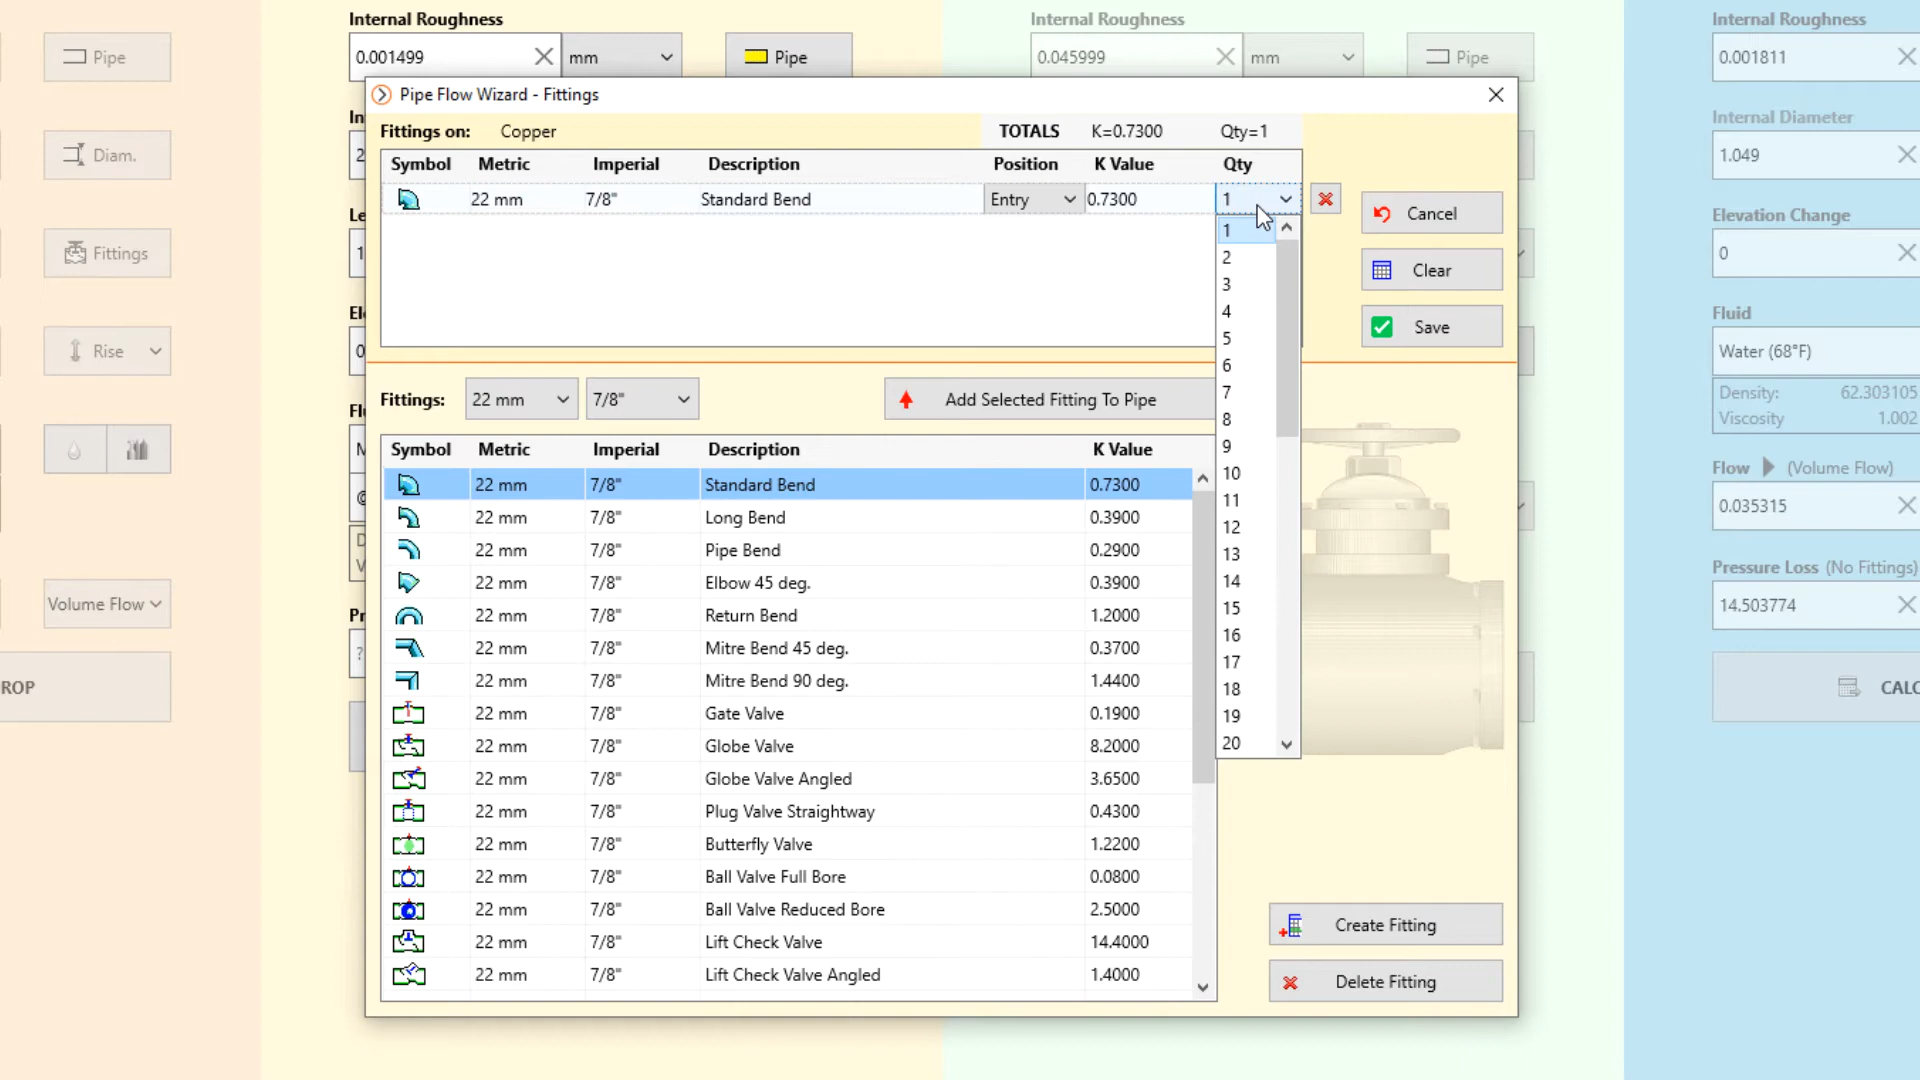 Internal Roughness
Internal Roughness
Internal Roughness
Pipe
0.001499
mm
Pipe
0.045999
mm
Pipe
0.001811
Pipe Flow Wizard - Fittings
In
Internal Diameter
Fittings on: Copper
TOTALS K=0.7300 Qty=1
Diam.
2
1.049
Symbol Metric Imperial Description Position K Value Qty
22 mm 7/8" Standard Bend Entry 0.7300 1
Cancel
Le
Elevation Change
Fittings
1
Clear
0
El
Save
Fluid
Rise
0
Water (68°F)
Density: 62.303105
Viscosity 1.002
1
2
3
4
5
6
7
8
9
10
11
12
13
14
15
16
17
18
19
20
Fl
Fittings: 22 mm 7/8" Add Selected Fitting To Pipe
Symbol Metric Imperial Description K Value
22 mm 7/8" Standard Bend 0.7300
22 mm 7/8" Long Bend 0.3900
22 mm 7/8" Pipe Bend 0.2900
22 mm 7/8" Elbow 45 deg. 0.3900
22 mm 7/8" Return Bend 1.2000
22 mm 7/8" Mitre Bend 45 deg. 0.3700
22 mm 7/8" Mitre Bend 90 deg. 1.4400
22 mm 7/8" Gate Valve 0.1900
22 mm 7/8" Globe Valve 8.2000
22 mm 7/8" Globe Valve Angled 3.6500
22 mm 7/8" Plug Valve Straightway 0.4300
22 mm 7/8" Butterfly Valve 1.2200
22 mm 7/8" Ball Valve Full Bore 0.0800
22 mm 7/8" Ball Valve Reduced Bore 2.5000
22 mm 7/8" Lift Check Valve 14.4000
22 mm 7/8" Lift Check Valve Angled 1.4000
Flow (Volume Flow)
0.035315
Pressure Loss (No Fittings)
14.503774
Volume Flow
Pr
?
ROP
CALC
Create Fitting
Delete Fitting